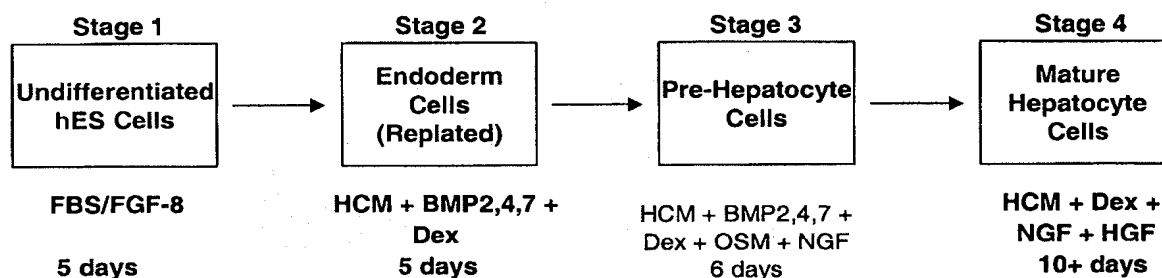 Stage 1
Undifferentiated
hES Cells
FBS/FGF-8
5 days
Stage 2
Endoderm
Cells
(Replated)
HCM + BMP2,4,7 +
Dex
5 days
Stage 3
Pre-Hepatocyte
Cells
HCM + BMP2,4,7 +
Dex + OSM + NGF
6 days
Stage 4
Mature
Hepatocyte
Cells
HCM + Dex +
NGF + HGF
10+ days